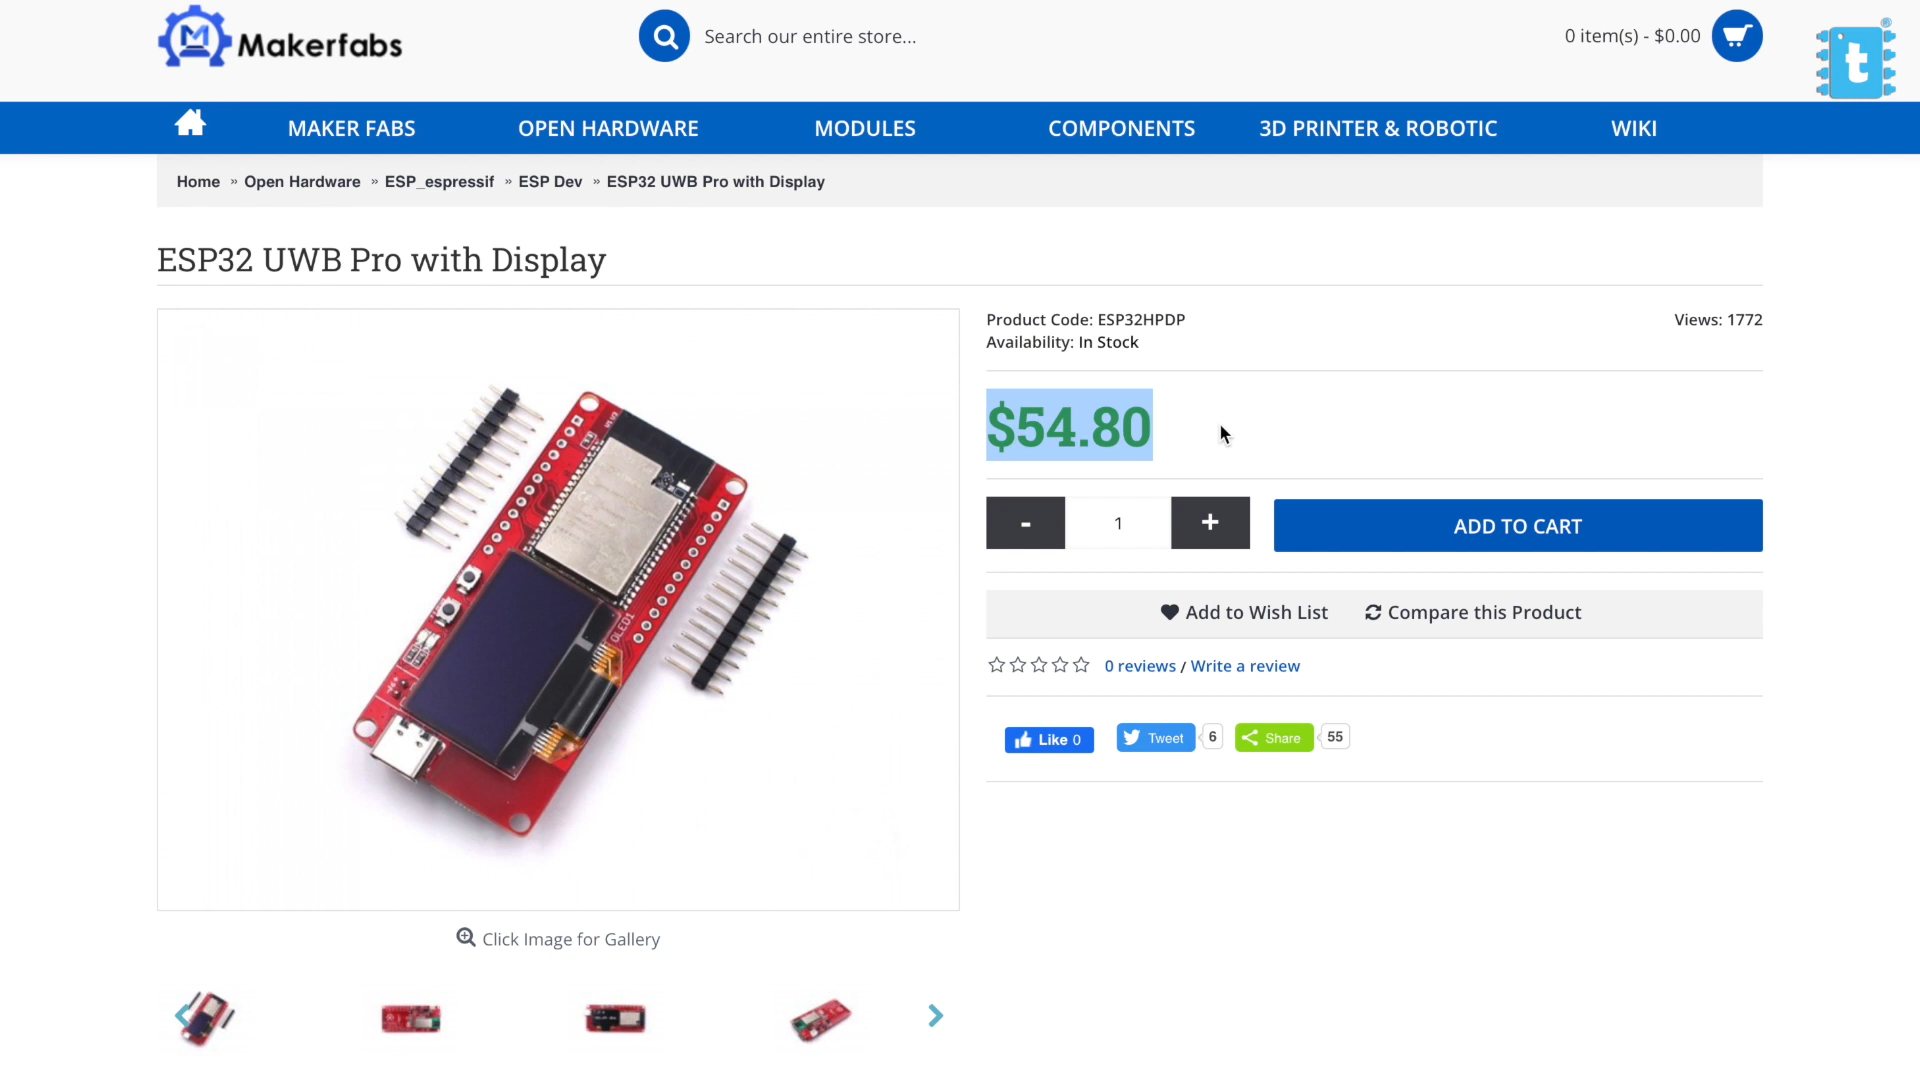 Makerfabs
Search our entire store...
0 item(s) - $0.00
t
®
MAKER FABS
OPEN HARDWARE
MODULES
COMPONENTS
3D PRINTER & ROBOTIC
WIKI
Home » Open Hardware » ESP_espressif » ESP Dev » ESP32 UWB Pro with Display
ESP32 UWB Pro with Display
Product Code: ESP32HPDP
Views: 1772
Availability: In Stock
$54.80
- 1 +
ADD TO CART
Add to Wish List
Compare this Product
0 reviews / Write a review
Like 0
Tweet 6
Share 55
OLED1
Click Image for Gallery